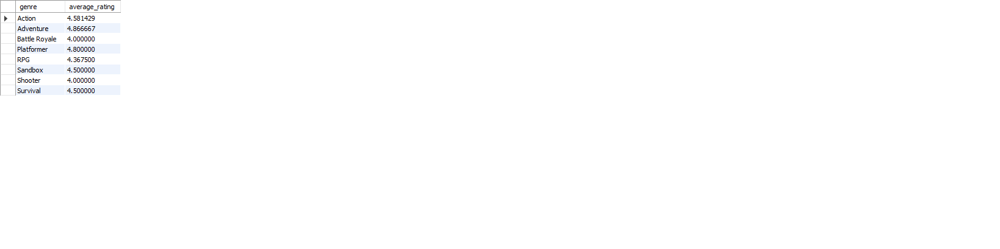 genre average_rating
Action 4.581429
Adventure 4.866667
Battle Royale 4.000000
Platformer 4.800000
RPG 4.367500
Sandbox 4.500000
Shooter 4.000000
Survival 4.500000